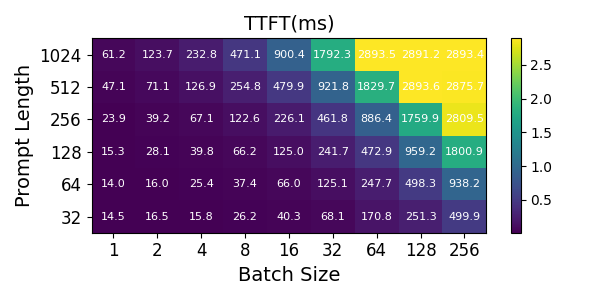 TTFT(ms)
Prompt Length
1024 61.2 123.7 232.8 471.1 900.4 1792.3 2893.5 2891.2 2893.4
512 47.1 71.1 126.9 254.8 479.9 921.8 1829.7 2893.6 2875.7
256 23.9 39.2 67.1 122.6 226.1 461.8 886.4 1759.9 2809.5
128 15.3 28.1 39.8 66.2 125.0 241.7 472.9 959.2 1800.9
64 14.0 16.0 25.4 37.4 66.0 125.1 247.7 498.3 938.2
32 14.5 16.5 15.8 26.2 40.3 68.1 170.8 251.3 499.9
1 2 4 8 16 32 64 128 256
Batch Size
2.5
2.0
1.5
1.0
0.5